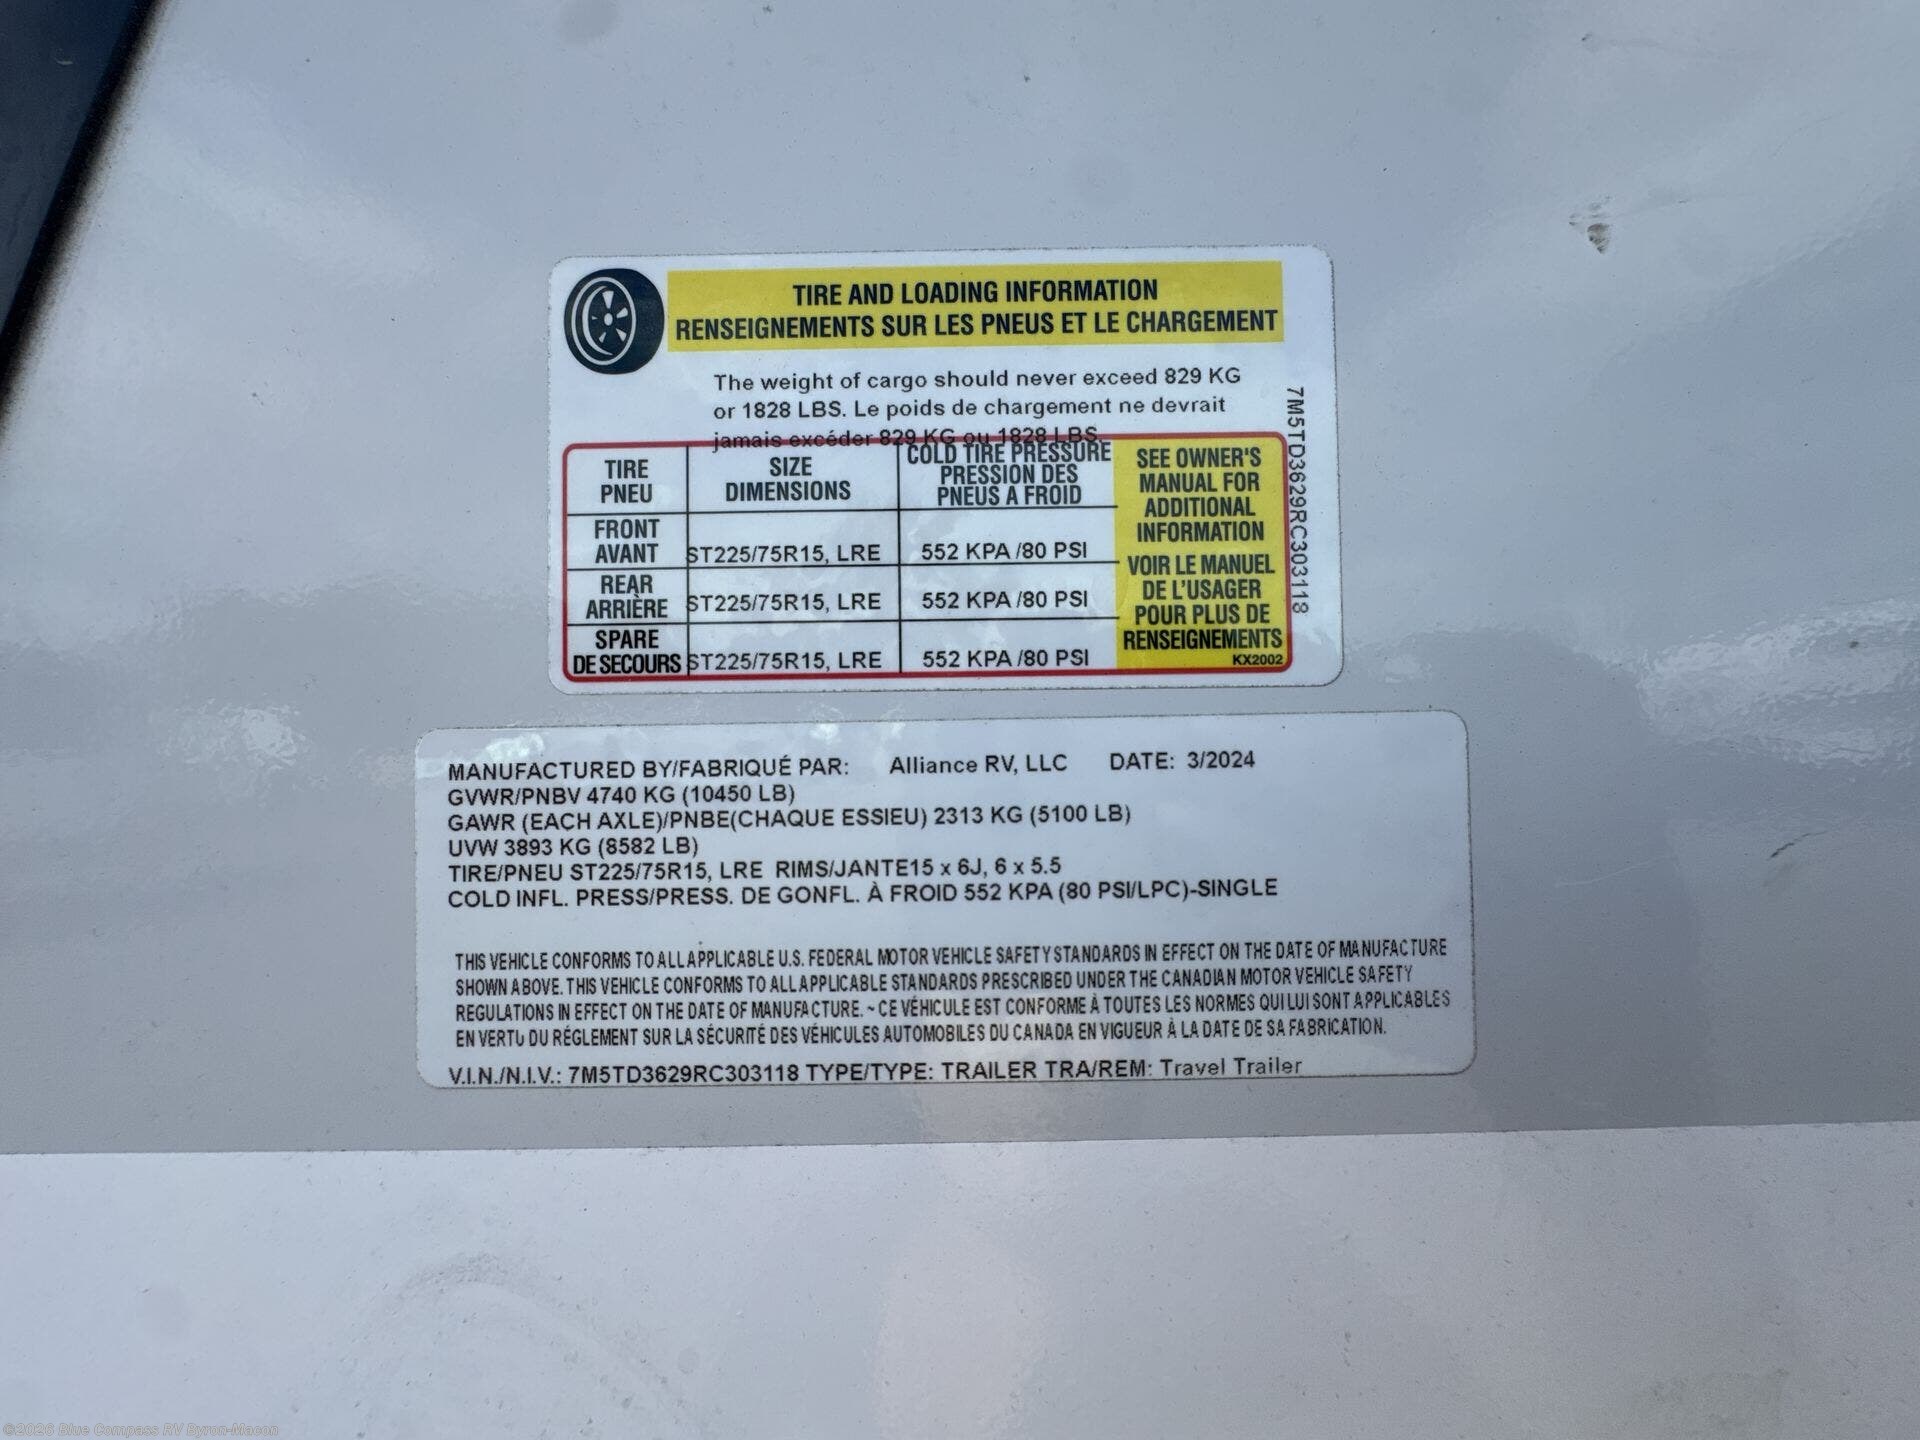 TIRE AND LOADING INFORMATION
RENSEIGNEMENTS SUR LES PNEUS ET LE CHARGEMENT
The weight of cargo should never exceed 829 KG
or 1828 LBS. Le poids de chargement ne devrait
jamais excéder 829 KG ou 1828 LBS.
TIRE
PNEU
SIZE
DIMENSIONS
COLD TIRE PRESSURE
PRESSION DES
PNEUS A FROID
FRONT
AVANT
ST225/75R15, LRE
552 KPA /80 PSI
REAR
ARRIÈRE
ST225/75R15, LRE
552 KPA /80 PSI
SPARE
DE SECOURS
ST225/75R15, LRE
552 KPA /80 PSI
SEE OWNER'S
MANUAL FOR
ADDITIONAL
INFORMATION
VOIR LE MANUEL
DE L'USAGER
POUR PLUS DE
RENSEIGNEMENTS
KX2002
7M5TD3629RC303118
MANUFACTURED BY/FABRIQUÉ PAR: Alliance RV, LLC DATE: 3/2024
GVWR/PNBV 4740 KG (10450 LB)
GAWR (EACH AXLE)/PNBE(CHAQUE ESSIEU) 2313 KG (5100 LB)
UVW 3893 KG (8582 LB)
TIRE/PNEU ST225/75R15, LRE RIMS/JANTE15 x 6J, 6 x 5.5
COLD INFL. PRESS/PRESS. DE GONFL. À FROID 552 KPA (80 PSI/LPC)-SINGLE
THIS VEHICLE CONFORMS TO ALL APPLICABLE U.S. FEDERAL MOTOR VEHICLE SAFETY STANDARDS IN EFFECT ON THE DATE OF MANUFACTURE
SHOWN ABOVE. THIS VEHICLE CONFORMS TO ALL APPLICABLE STANDARDS PRESCRIBED UNDER THE CANADIAN MOTOR VEHICLE SAFETY
REGULATIONS IN EFFECT ON THE DATE OF MANUFACTURE. ~ CE VÉHICULE EST CONFORME À TOUTES LES NORMES QUI LUI SONT APPLICABLES
EN VERTU DU RÉGLEMENT SUR LA SÉCURITÉ DES VÉHICULES AUTOMOBILES DU CANADA EN VIGUEUR À LA DATE DE SA FABRICATION.
V.I.N./N.I.V.: 7M5TD3629RC303118 TYPE/TYPE: TRAILER TRA/REM: Travel Trailer
©2026 Blue Compass RV Byron-Macon